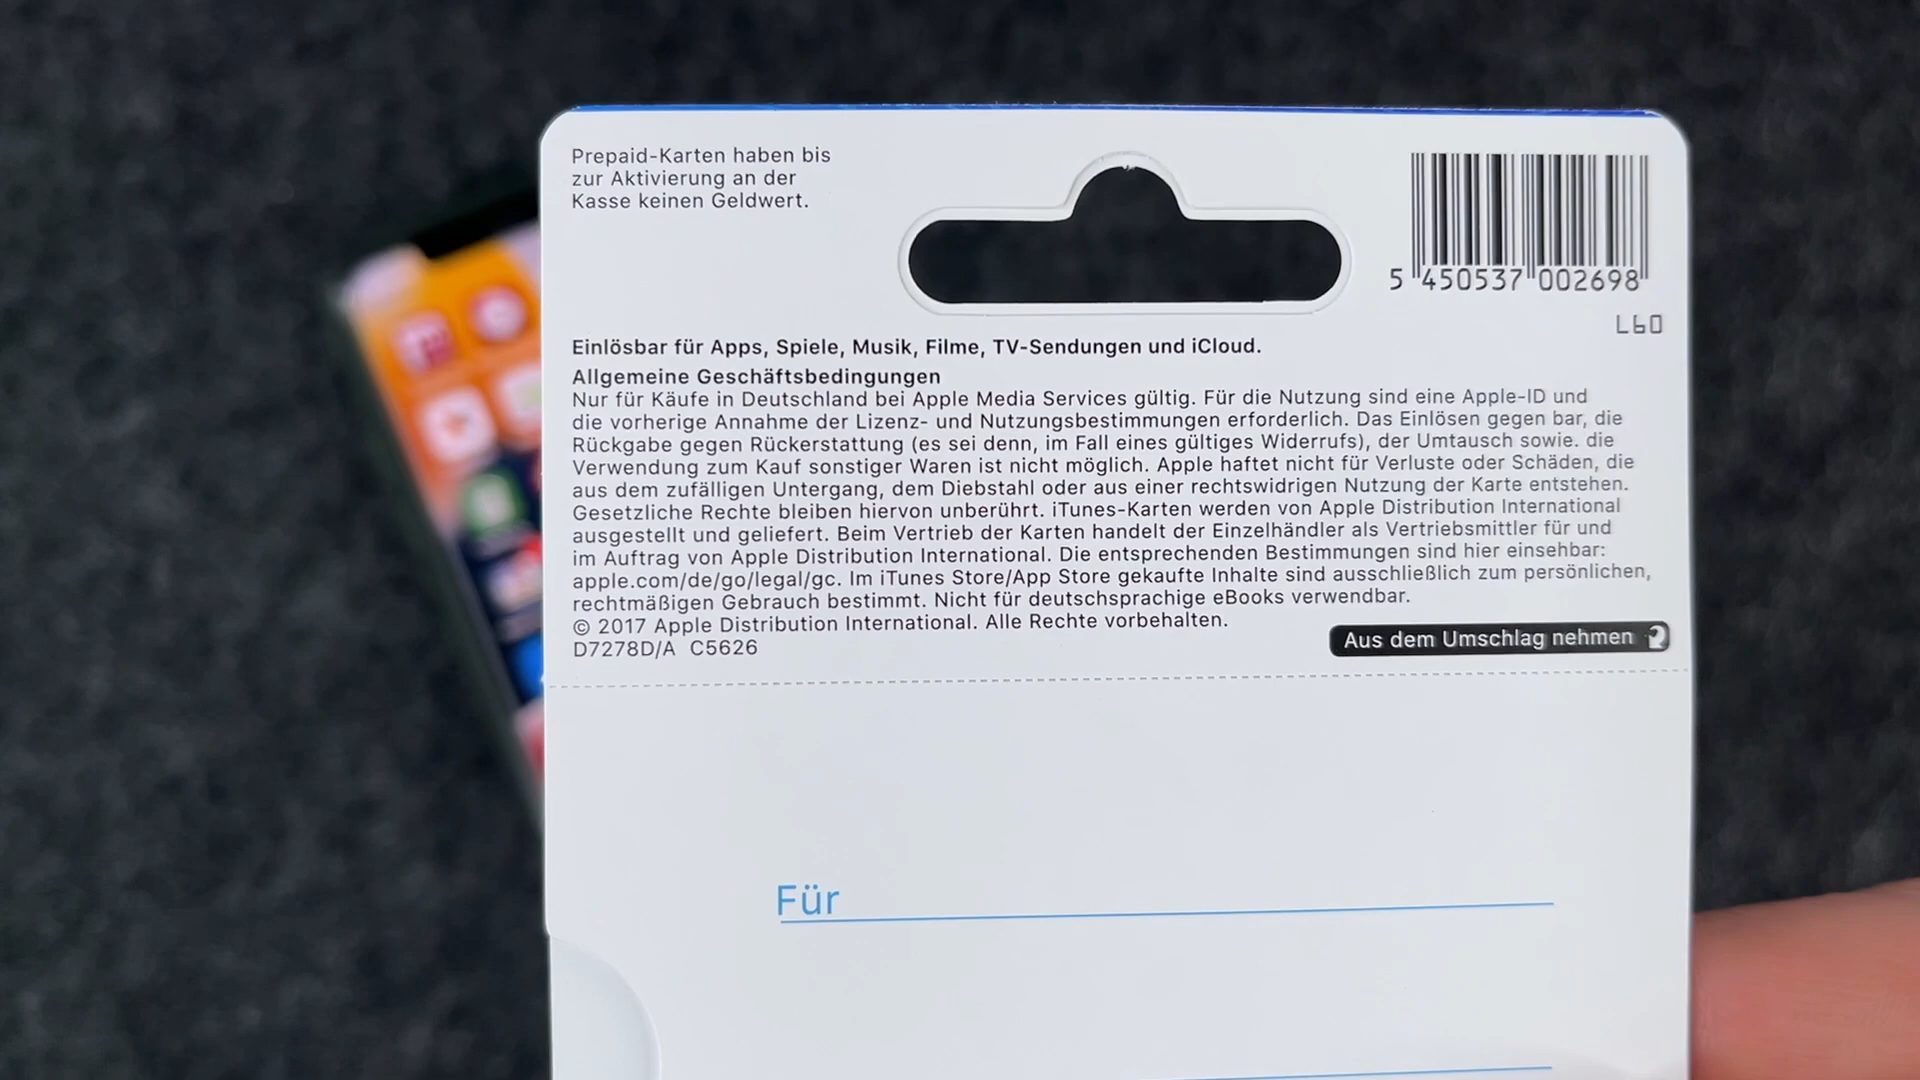 Prepaid-Karten haben bis
zur Aktivierung an der
Kasse keinen Geldwert.
5 450537 002698
L60
Einlösbar für Apps, Spiele, Musik, Filme, TV-Sendungen und iCloud.
Allgemeine Geschäftsbedingungen
Nur für Käufe in Deutschland bei Apple Media Services gültig. Für die Nutzung sind eine Apple-ID und
die vorherige Annahme der Lizenz- und Nutzungsbestimmungen erforderlich. Das Einlösen gegen bar, die
Rückgabe gegen Rückerstattung (es sei denn, im Fall eines gültiges Widerrufs), der Umtausch sowie. die
Verwendung zum Kauf sonstiger Waren ist nicht möglich. Apple haftet nicht für Verluste oder Schäden, die
aus dem zufälligen Untergang, dem Diebstahl oder aus einer rechtswidrigen Nutzung der Karte entstehen.
Gesetzliche Rechte bleiben hiervon unberührt. iTunes-Karten werden von Apple Distribution International
ausgestellt und geliefert. Beim Vertrieb der Karten handelt der Einzelhändler als Vertriebsmittler für und
im Auftrag von Apple Distribution International. Die entsprechenden Bestimmungen sind hier einsehbar:
apple.com/de/go/legal/gc. Im iTunes Store/App Store gekaufte Inhalte sind ausschließlich zum persönlichen,
rechtmäßigen Gebrauch bestimmt. Nicht für deutschsprachige eBooks verwendbar.
© 2017 Apple Distribution International. Alle Rechte vorbehalten.
D7278D/A C5626
Aus dem Umschlag nehmen
Für